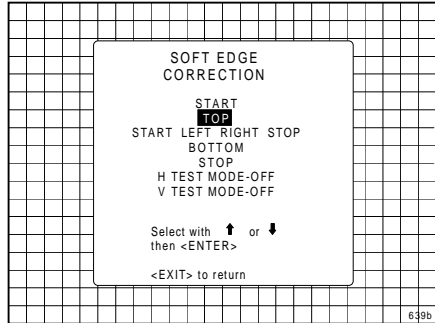 SOFT EDGE
CORRECTION
START
TOP
START LEFT RIGHT STOP
BOTTOM
STOP
H TEST MODE-OFF
V TEST MODE-OFF
Select with ⬆ or ⬇
then <ENTER>
<EXIT> to return
639b